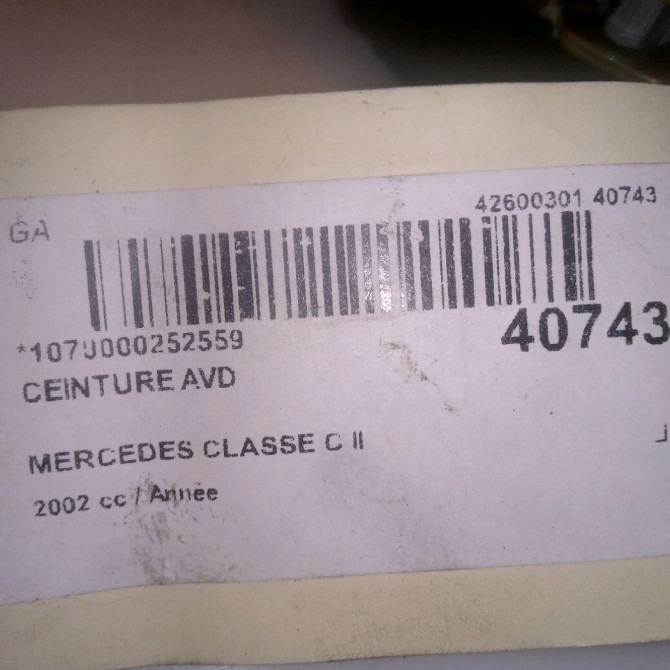 GA
42600301 40743
*1070000252559
40743
CEINTURE AVD
MERCEDES CLASSE C II
2002 cc / Année